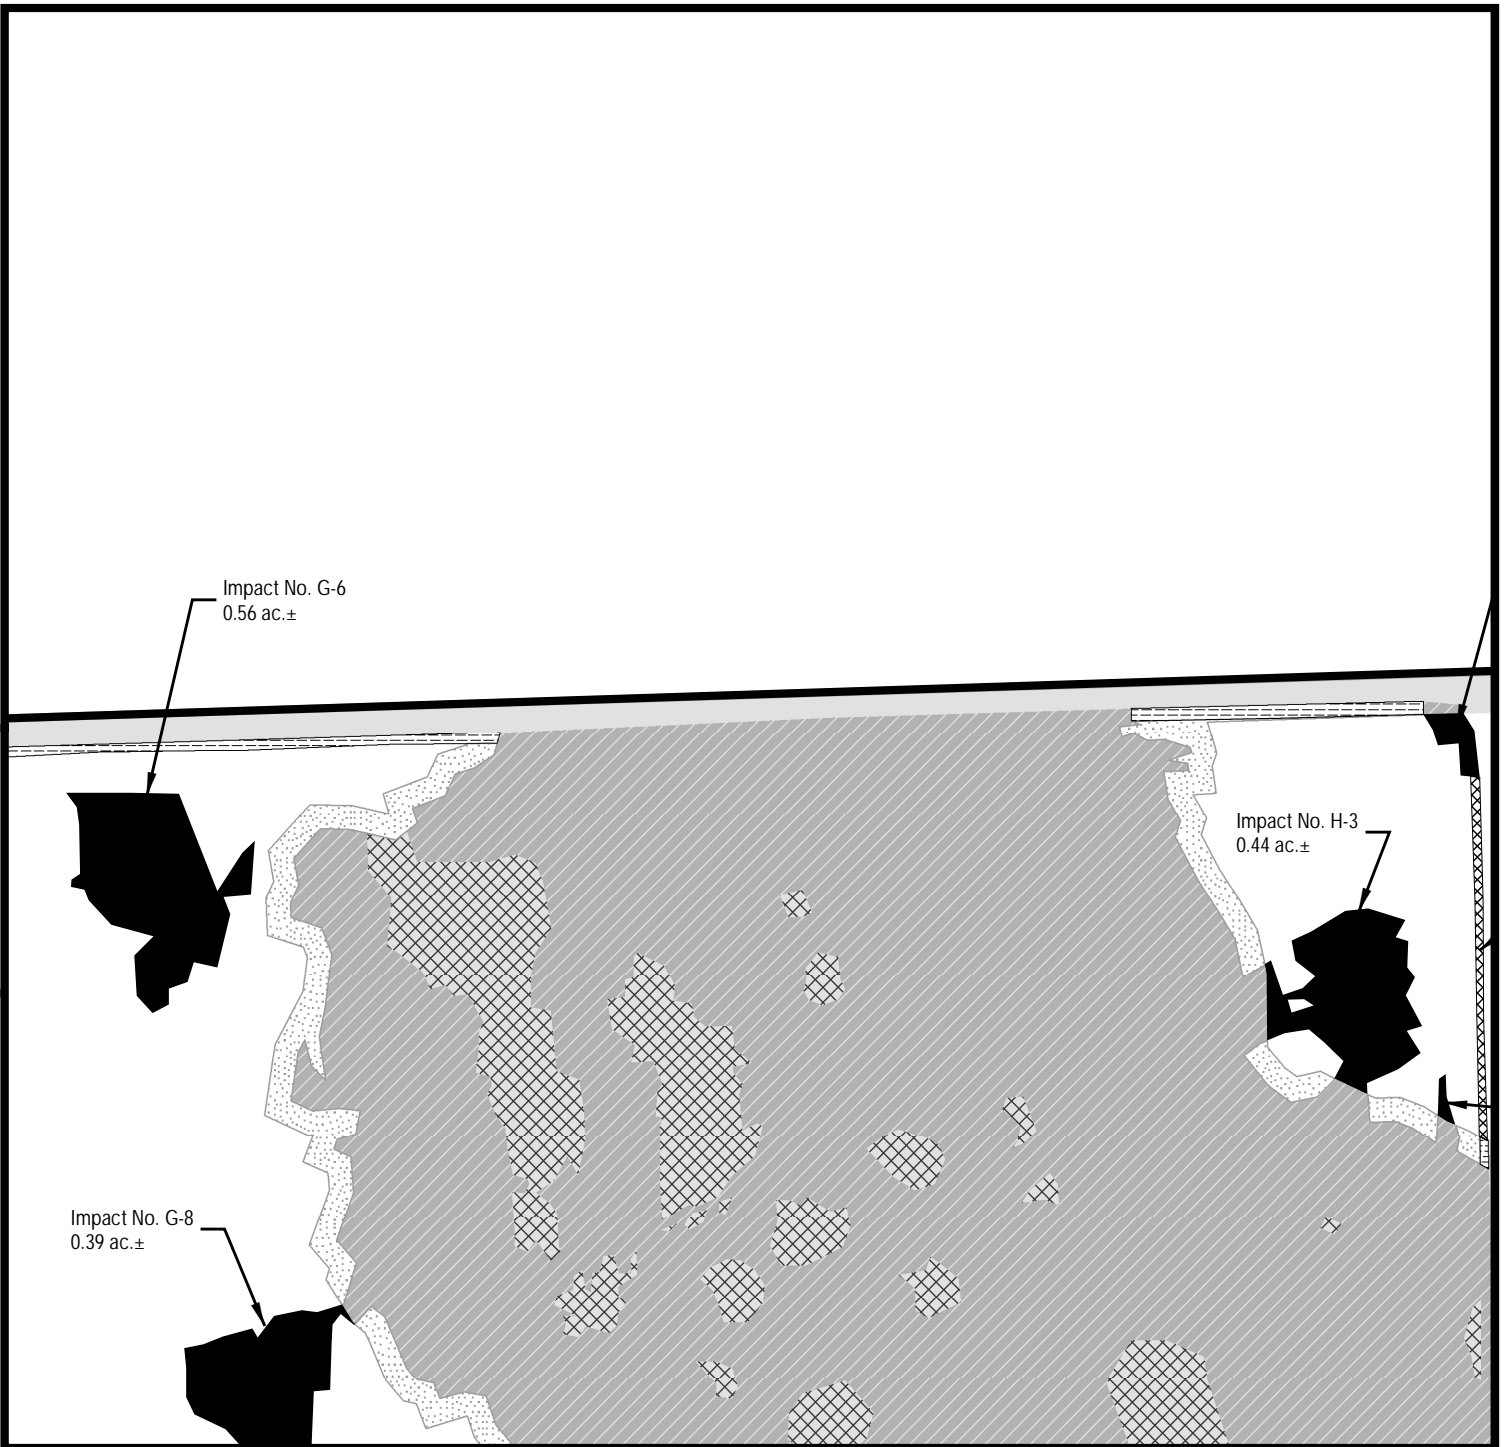 Impact No. G-6
0.56 ac.±
Impact No. H-3
0.44 ac.±
Impact No. G-8
0.39 ac.±